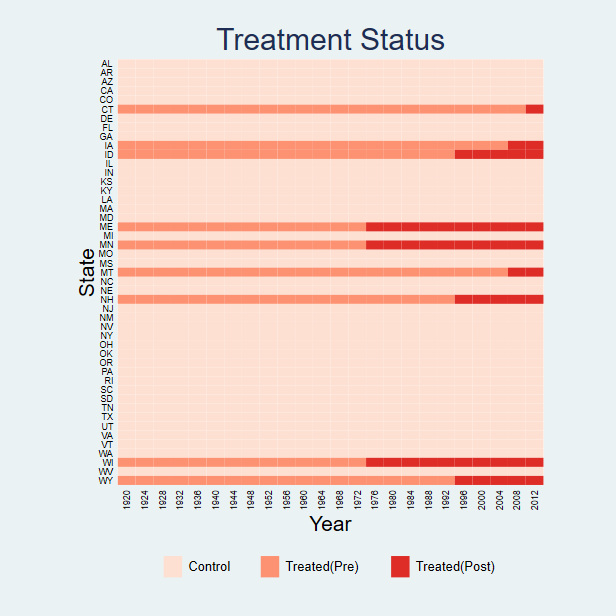 Treatment Status
AL
AR
AZ
CA
CO
CT
DE
FL
GA
IA
ID
IL
IN
KS
KY
LA
MA
MD
ME
MI
MN
MO
MS
MT
NC
NE
NH
NJ
NM
NV
NY
OH
OK
OR
PA
RI
SC
SD
TN
TX
UT
VA
VT
WA
WI
WV
WY
State
1920 1924 1928 1932 1936 1940 1944 1948 1952 1956 1960 1964 1968 1972 1976 1980 1984 1988 1992 1996 2000 2004 2008 2012
Year
Control Treated(Pre) Treated(Post)